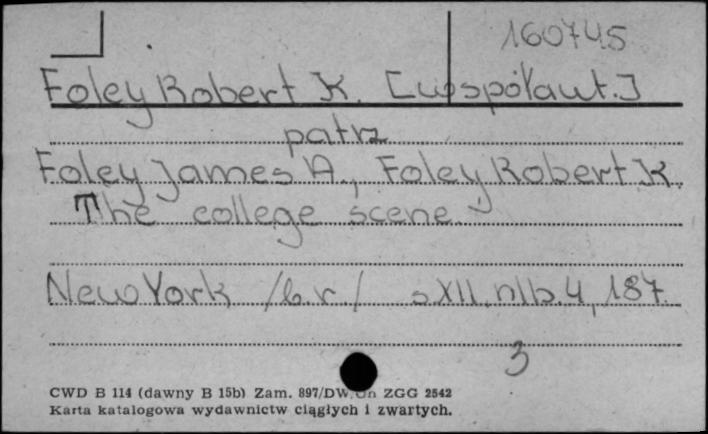 160745
Foley Robert K. [współaut.]
patrz
Foley James A., Foley Robert K.
The college scene.
New York /b.r./ s.XII, nlb.4, 187.
3
CWD B 114 (dawny B 15b) Zam. 897/DW. ZGG 2542
Karta katalogowa wydawnictw ciągłych i zwartych.